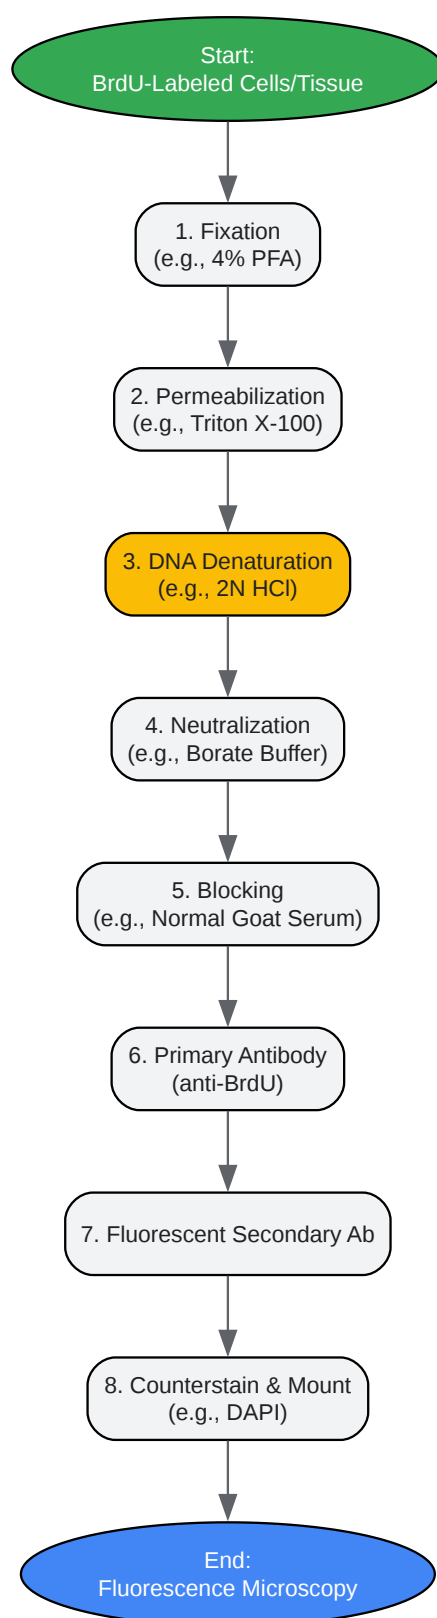 Start:
BrdU-Labeled Cells/Tissue
1. Fixation
(e.g., 4% PFA)
2. Permeabilization
(e.g., Triton X-100)
3. DNA Denaturation
(e.g., 2N HCl)
4. Neutralization
(e.g., Borate Buffer)
5. Blocking
(e.g., Normal Goat Serum)
6. Primary Antibody
(anti-BrdU)
7. Fluorescent Secondary Ab
8. Counterstain & Mount
(e.g., DAPI)
End:
Fluorescence Microscopy